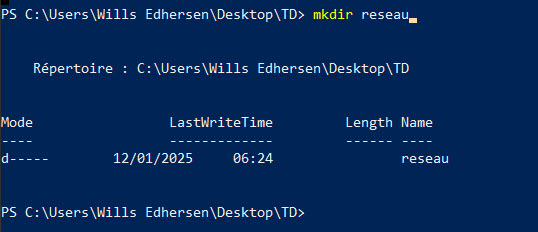 PS C:\Users\Wills Edhersen\Desktop\TD> mkdir reseau
Répertoire : C:\Users\Wills Edhersen\Desktop\TD
Mode LastWriteTime Length Name
---- ------------- ------ ----
d----- 12/01/2025 06:24 reseau
PS C:\Users\Wills Edhersen\Desktop\TD>